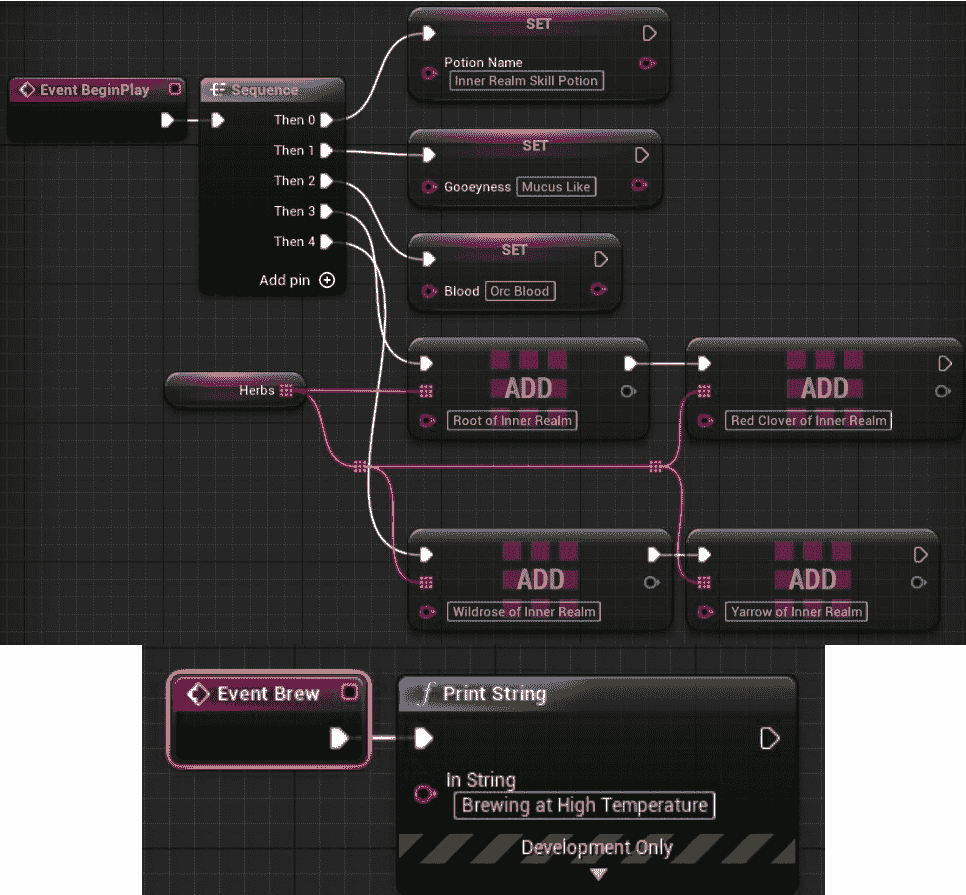 SET
Potion Name
Inner Realm Skill Potion
Event BeginPlay
Sequence
Then 0
Then 1
Then 2
Then 3
Then 4
Add pin
SET
Gooeyness Mucus Like
SET
Blood Orc Blood
Herbs
ADD
Root of Inner Realm
ADD
Red Clover of Inner Realm
ADD
Wildrose of Inner Realm
ADD
Yarrow of Inner Realm
Event Brew
f Print String
In String
Brewing at High Temperature
Development Only